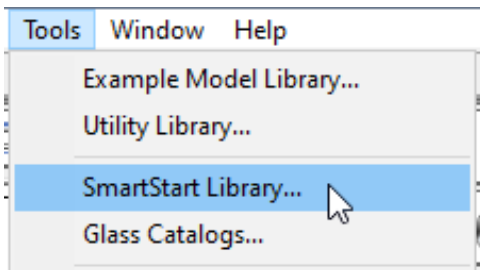 Tools Window Help
Example Model Library...
Utility Library...
SmartStart Library...
Glass Catalogs...